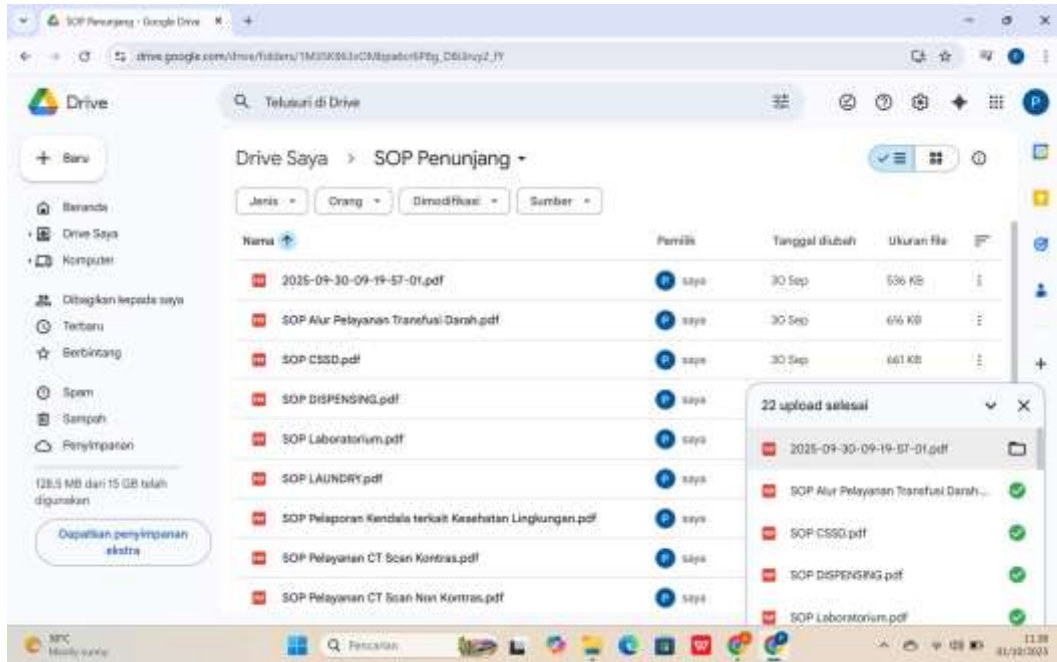 SOP Penunjang - Google Drive
Drive
Telusuri di Drive
Baru
Drive Saya > SOP Penunjang
Jenis
Orang
Dimodifikasi
Sumber
Beranda
Drive Saya
Komputer
Dibagikan kepada saya
Terbaru
Berbintang
Spam
Sampah
Penyimpanan
128,5 MB dari 15 GB telah
digunakan
Dapatkan penyimpanan
ekstra
Nama Pemilik Tanggal diubah Ukuran file
2025-09-30-09-19-57-01.pdf saya 30 Sep 536 KB
SOP Alur Pelayanan Transfusi Darah.pdf saya 30 Sep 616 KB
SOP CSSD.pdf saya 30 Sep 661 KB
SOP DISPENSING.pdf saya
SOP Laboratorium.pdf saya
SOP LAUNDRY.pdf saya
SOP Pelaporan Kendala terkait Kesehatan Lingkungan.pdf saya
SOP Pelayanan CT Scan Kontras.pdf saya
SOP Pelayanan CT Scan Non Kontras.pdf saya
22 upload selesai
2025-09-30-09-19-57-01.pdf
SOP Alur Pelayanan Transfusi Darah...
SOP CSSD.pdf
SOP DISPENSING.pdf
SOP Laboratorium.pdf
Mostly sunny
Pencarian